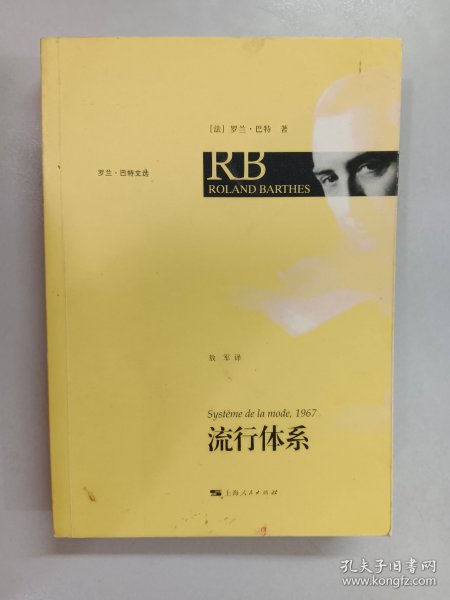 [法] 罗兰·巴特 著
罗兰·巴特文选
RB
ROLAND BARTHES
敖 军 译
Système de la mode, 1967
流行体系
上海人民出版社
孔夫子旧书网
www.kongfz.com